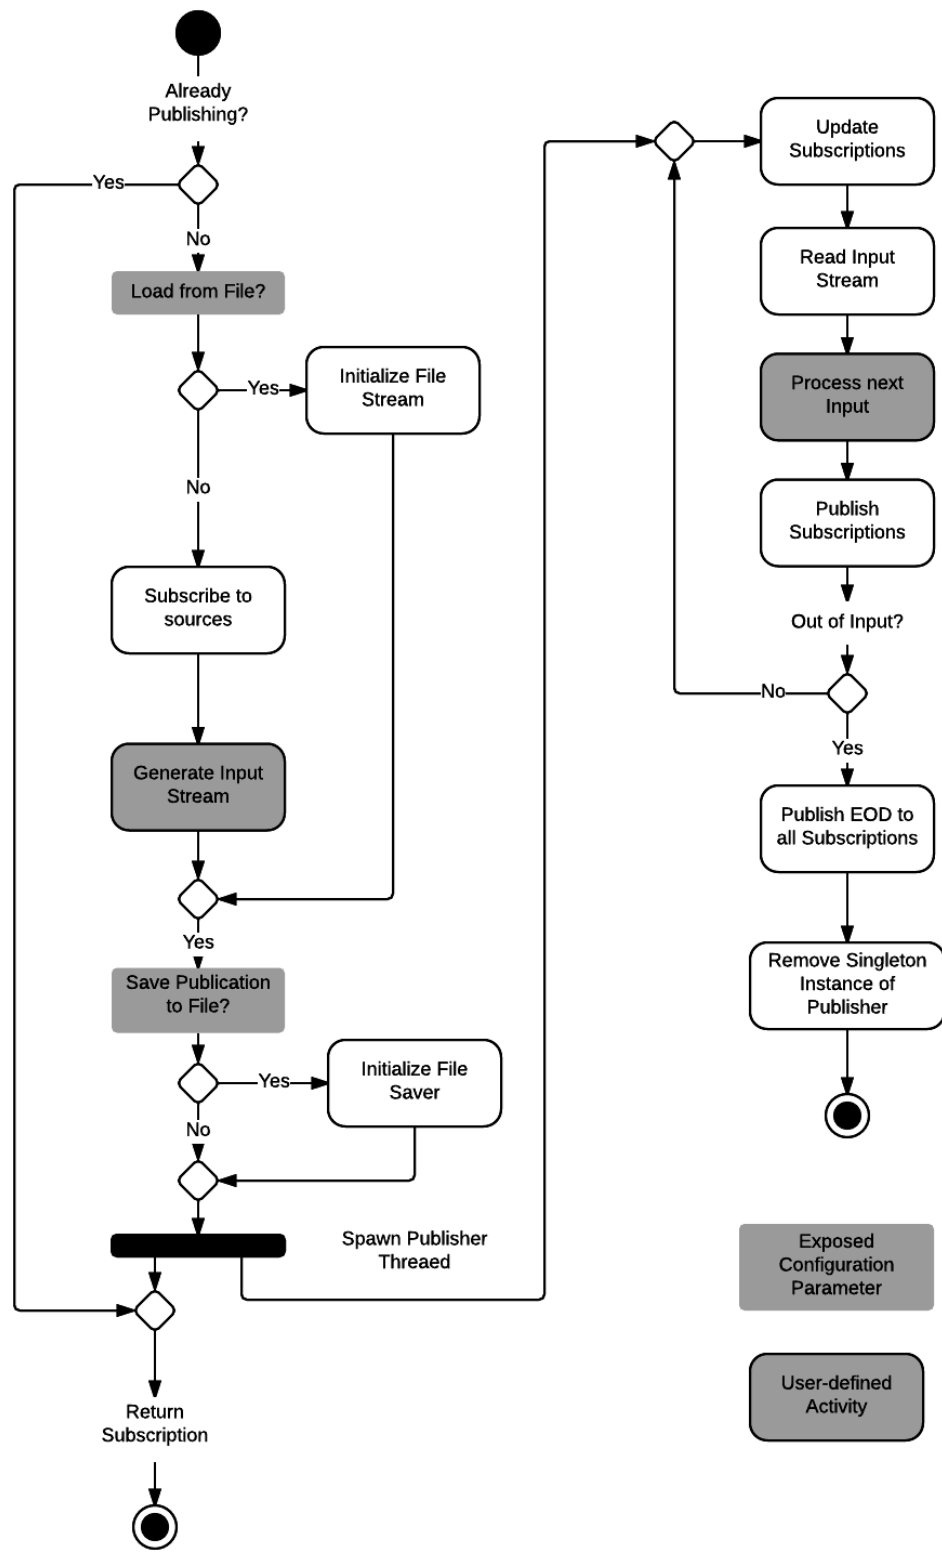 Already
Publishing?
Yes
No
Load from File?
Yes
Initialize File
Stream
No
Subscribe to
sources
Generate Input
Stream
Yes
Save Publication
to File?
Yes
Initialize File
Saver
No
Spawn Publisher
Threaed
Return
Subscription
Update
Subscriptions
Read Input
Stream
Process next
Input
Publish
Subscriptions
Out of Input?
No
Yes
Publish EOD to
all Subscriptions
Remove Singleton
Instance of
Publisher
Exposed
Configuration
Parameter
User-defined
Activity